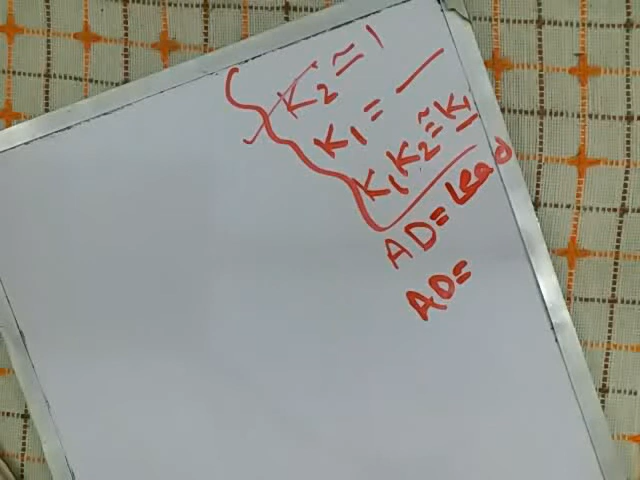 K₂ ≅ 1
K₁ = —
K₁K₂ ≅ K₁
AD = Lead
AD =